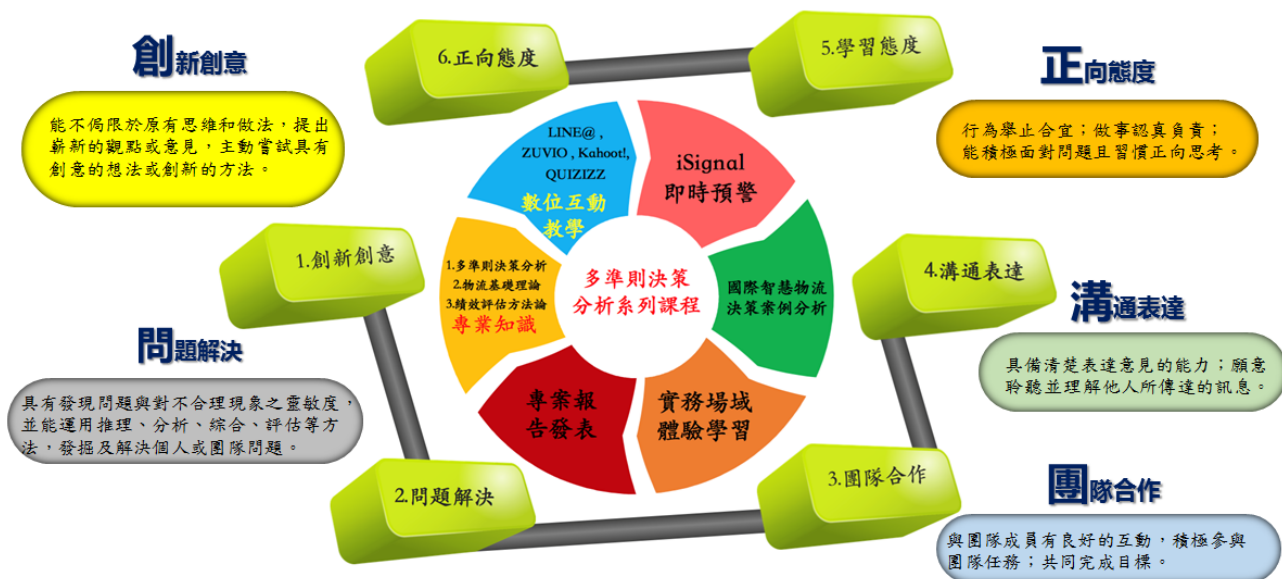 創新創意
能不侷限於原有思維和做法，提出
嶄新的觀點或意見，主動嘗試具有
創意的想法或創新的方法。
問題解決
具有發現問題與對不合理現象之靈敏度，
並能運用推理、分析、綜合、評估等方
法，發掘及解決個人或團隊問題。
6.正向態度
5.學習態度
1.創新創意
4.溝通表達
2.問題解決
3.團隊合作
LINE@ ,
ZUVIO , Kahoot!,
QUIZIZZ
數位互動
教學
iSignal
即時預警
1.多準則決策分析
2.物流基礎理論
3.績效評估方法論
專業知識
多準則決策
分析系列課程
國際智慧物流
決策案例分析
專案報
告發表
實務場域
體驗學習
正向態度
行為舉止合宜；做事認真負責；
能積極面對問題且習慣正向思考。
溝通表達
具備清楚表達意見的能力；願意
聆聽並理解他人所傳達的訊息。
團隊合作
與團隊成員有良好的互動，積極參與
團隊任務；共同完成目標。